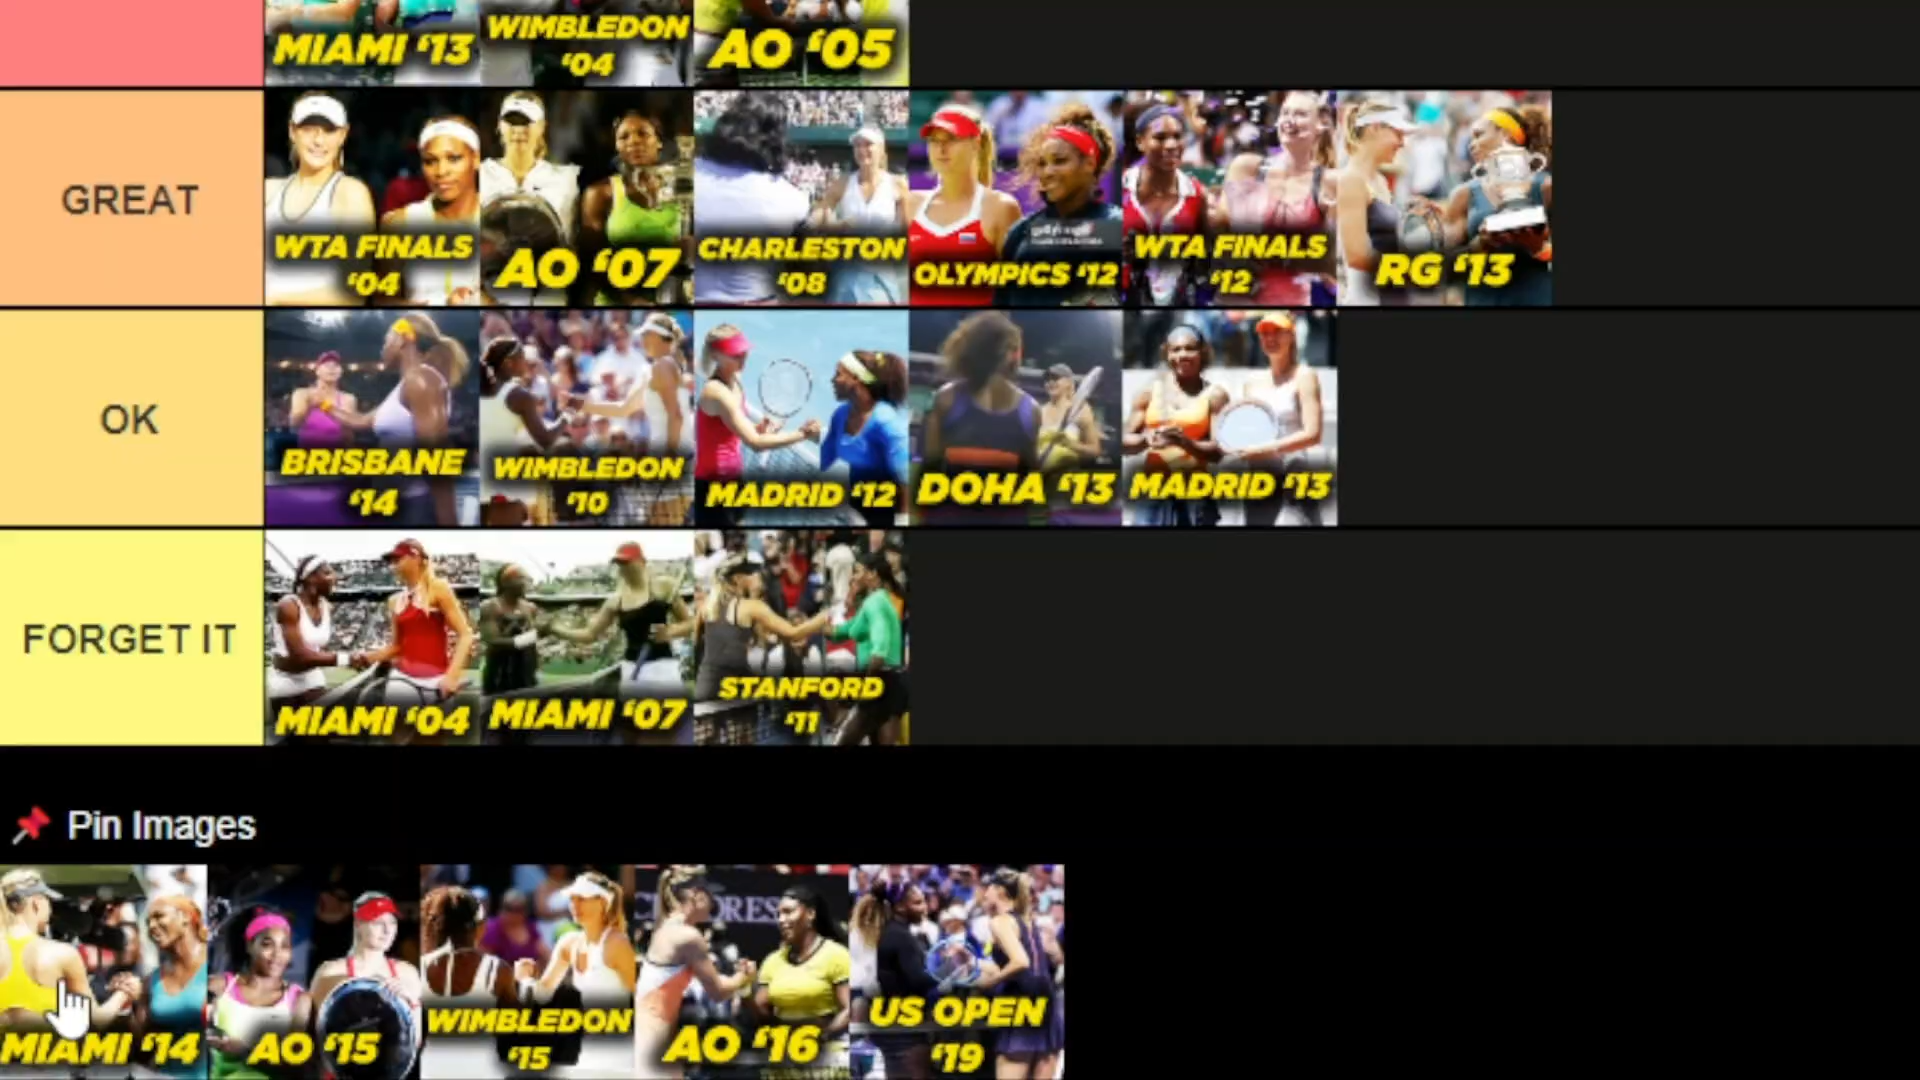 MIAMI ‘13
WIMBLEDON
‘04
AO ‘05
GREAT
WTA FINALS
‘04
AO ‘07
CHARLESTON
‘08
OLYMPICS ‘12
WTA FINALS
‘12
RG ‘13
OK
BRISBANE
‘14
WIMBLEDON
‘10
MADRID ‘12
DOHA ‘13
MADRID ‘13
FORGET IT
MIAMI ‘04
MIAMI ‘07
STANFORD
‘11
Pin Images
MIAMI ‘14
AO ‘15
WIMBLEDON
‘15
AO ‘16
US OPEN
‘19